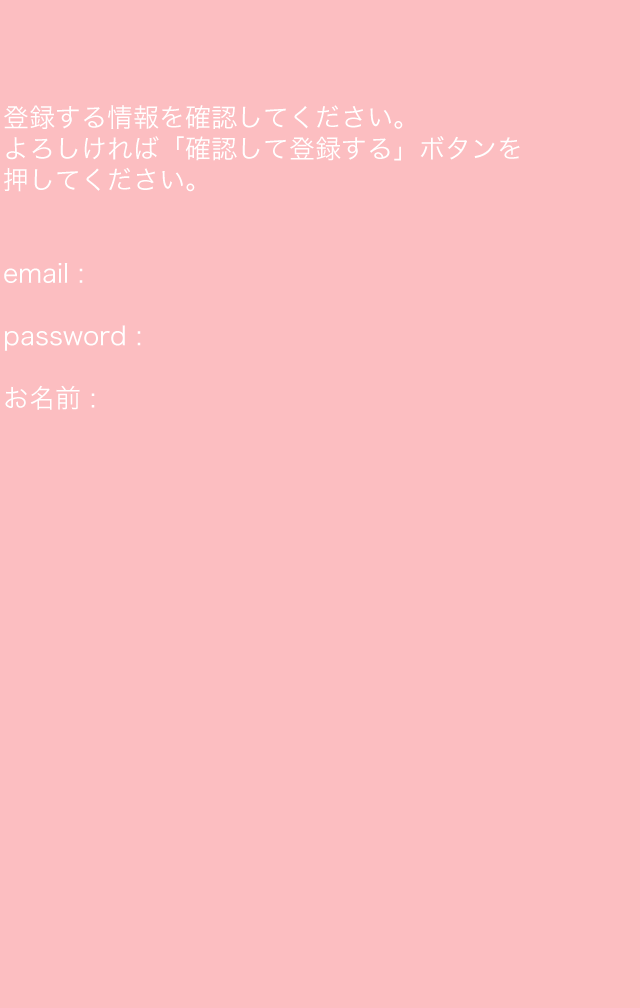 登録する情報を確認してください。
よろしければ「確認して登録する」ボタンを
押してください。
email :
password :
お名前 :